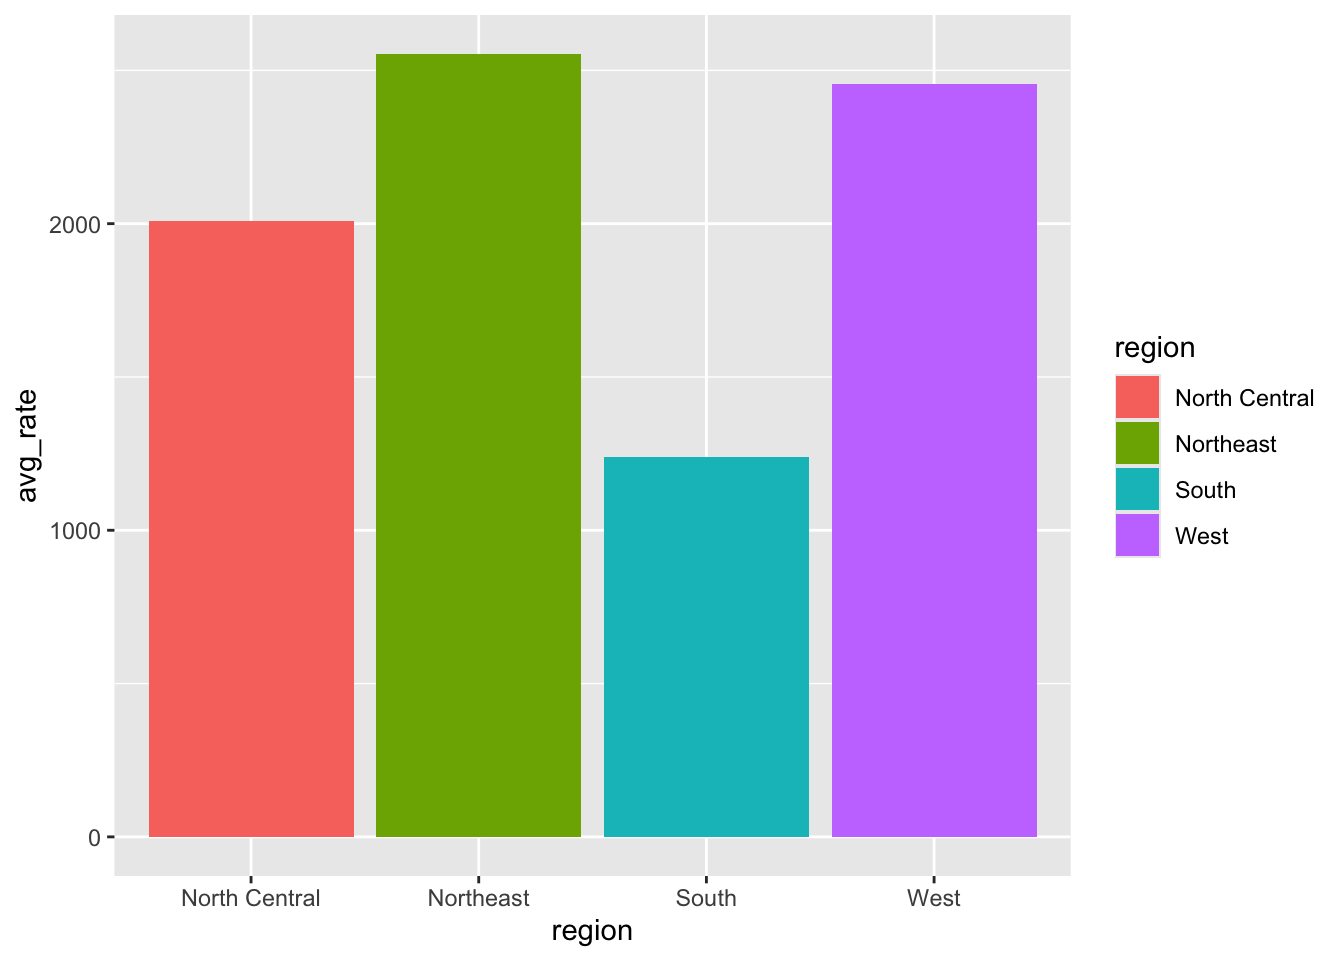 avg_rate
2000
1000
0
North Central
Northeast
South
West
region
region
North Central
Northeast
South
West